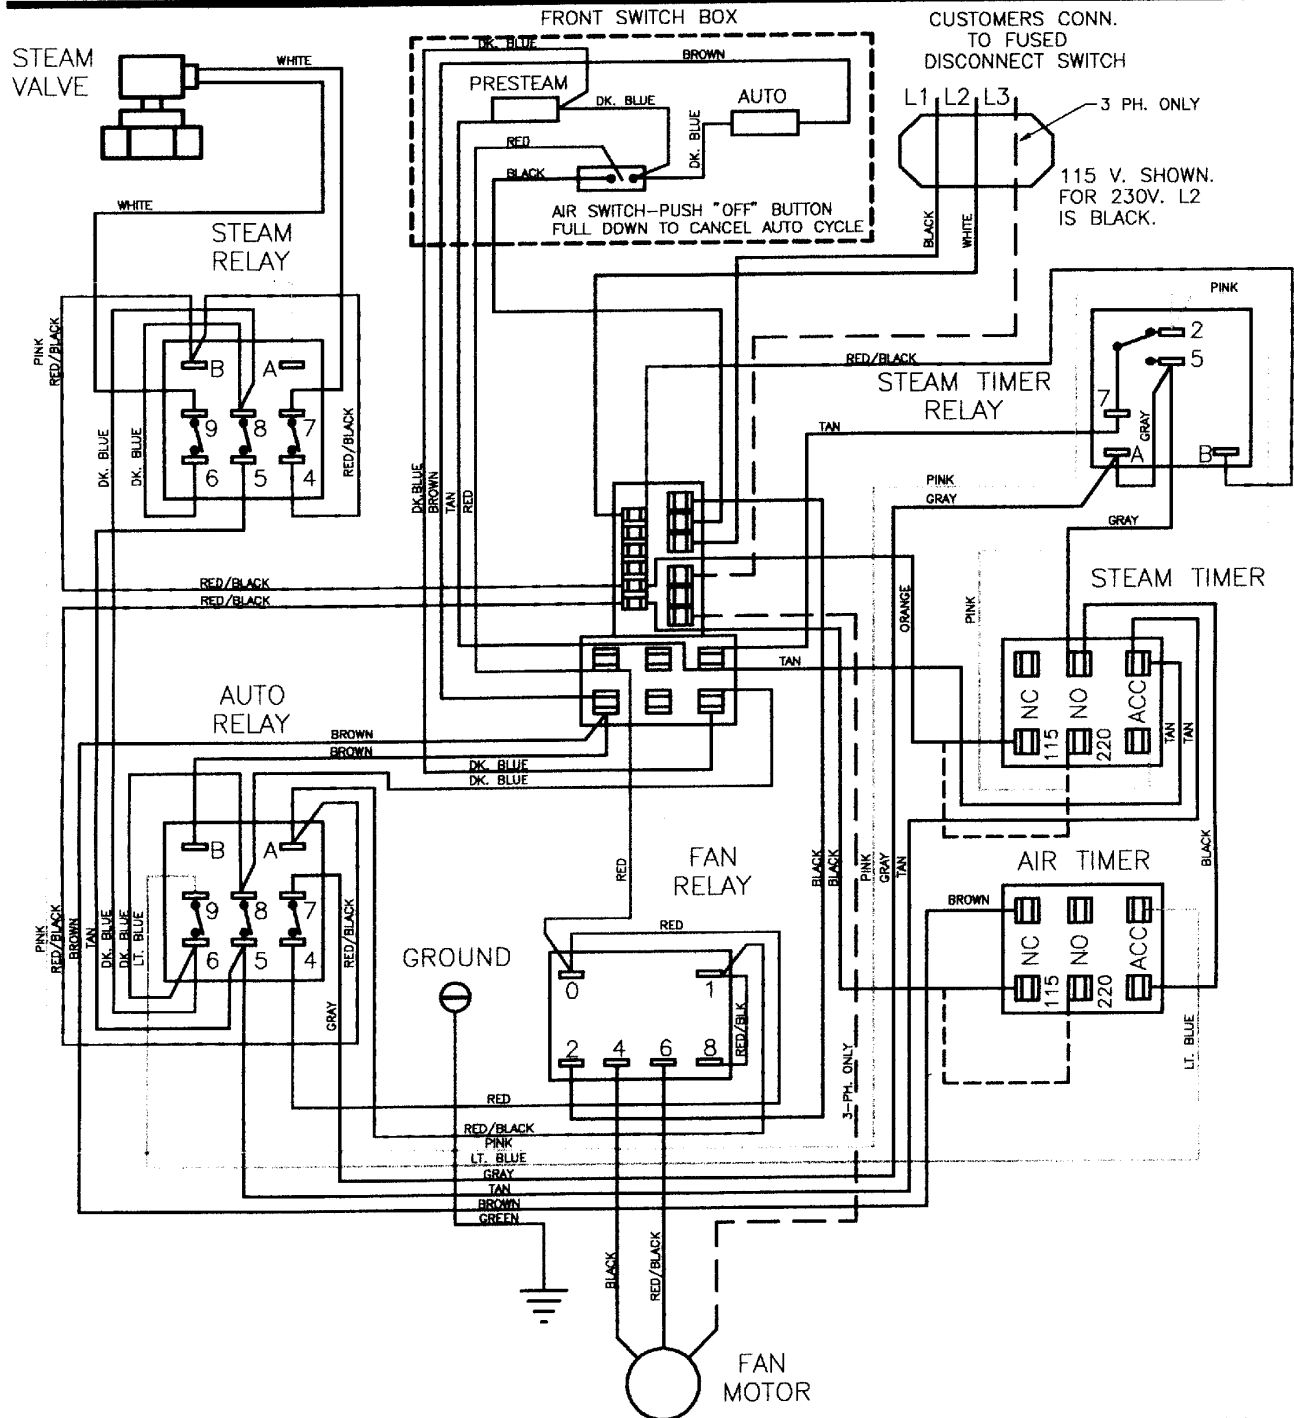 FRONT SWITCH BOX
CUSTOMERS CONN.
TO FUSED
DISCONNECT SWITCH
STEAM
VALVE
WHITE
DK. BLUE
BROWN
PRESTEAM
DK. BLUE
AUTO
L1 L2 L3
3 PH. ONLY
RED
DK. BLUE
BLACK
115 V. SHOWN.
FOR 230V. L2
IS BLACK.
WHITE
AIR SWITCH-PUSH "OFF" BUTTON
FULL DOWN TO CANCEL AUTO CYCLE
BLACK
WHITE
STEAM
RELAY
PINK
PINK
RED/BLACK
B A
9 8 7
6 5 4
DK. BLUE
DK. BLUE
RED/BLACK
RED/BLACK
STEAM TIMER
RELAY
2
5
7
A B
GRAY
TAN
PINK
GRAY
GRAY
DK.BLUE
BROWN
TAN
RED
RED/BLACK
RED/BLACK
ORANGE
PINK
STEAM TIMER
NC NO ACC
115 220
TAN
TAN
TAN
AUTO
RELAY
BROWN
BROWN
DK. BLUE
DK. BLUE
B A
9 8 7
6 5 4
PINK
RED/BLACK
BROWN
TAN
PINK
DK. BLUE
DK. BLUE
LT. BLUE
RED/BLACK
GRAY
RED
FAN
RELAY
BLACK
BLACK
PINK
GRAY
TAN
BLACK
AIR TIMER
BROWN
NC NO ACC
115 220
LT. BLUE
GROUND
RED
0 1
2 4 6 8
RED/BLK
3-PH. ONLY
RED
RED/BLACK
PINK
LT. BLUE
GRAY
TAN
BROWN
GREEN
BLACK
RED/BLACK
FAN
MOTOR